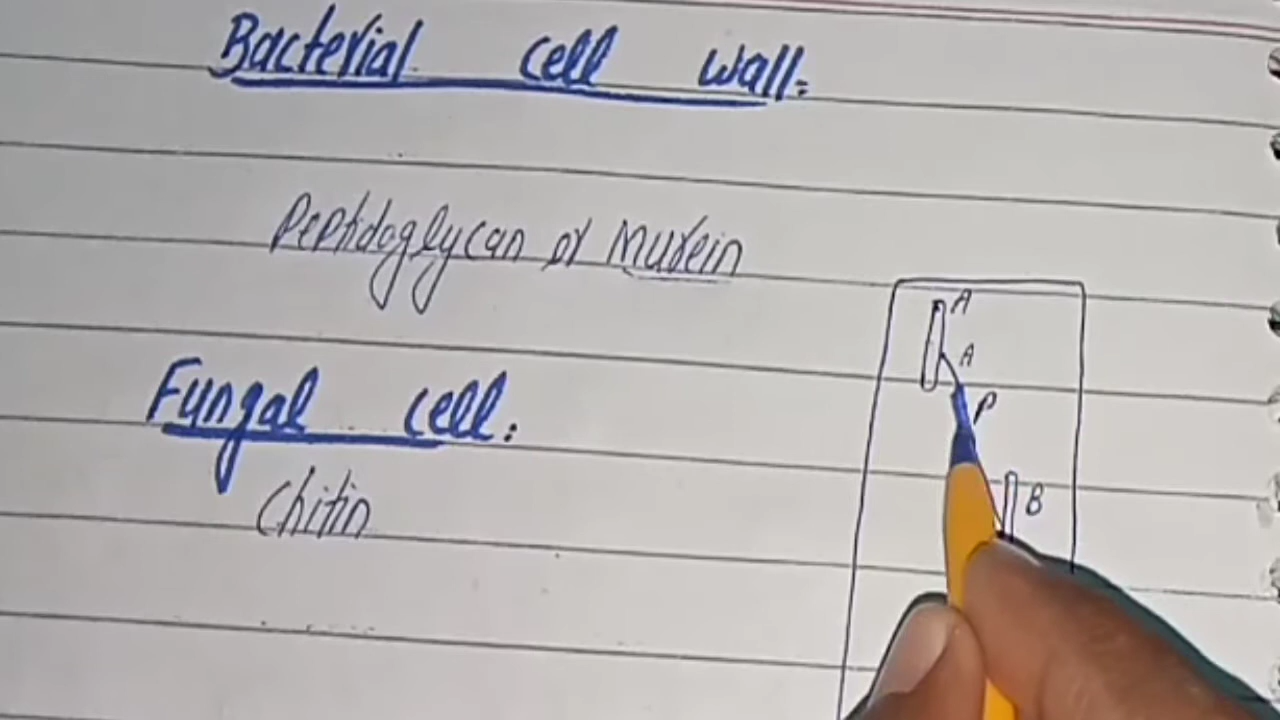 Bacterial cell wall:
Peptidoglycan or Murein
A
A
Fungal cell:
P
Chitin
B